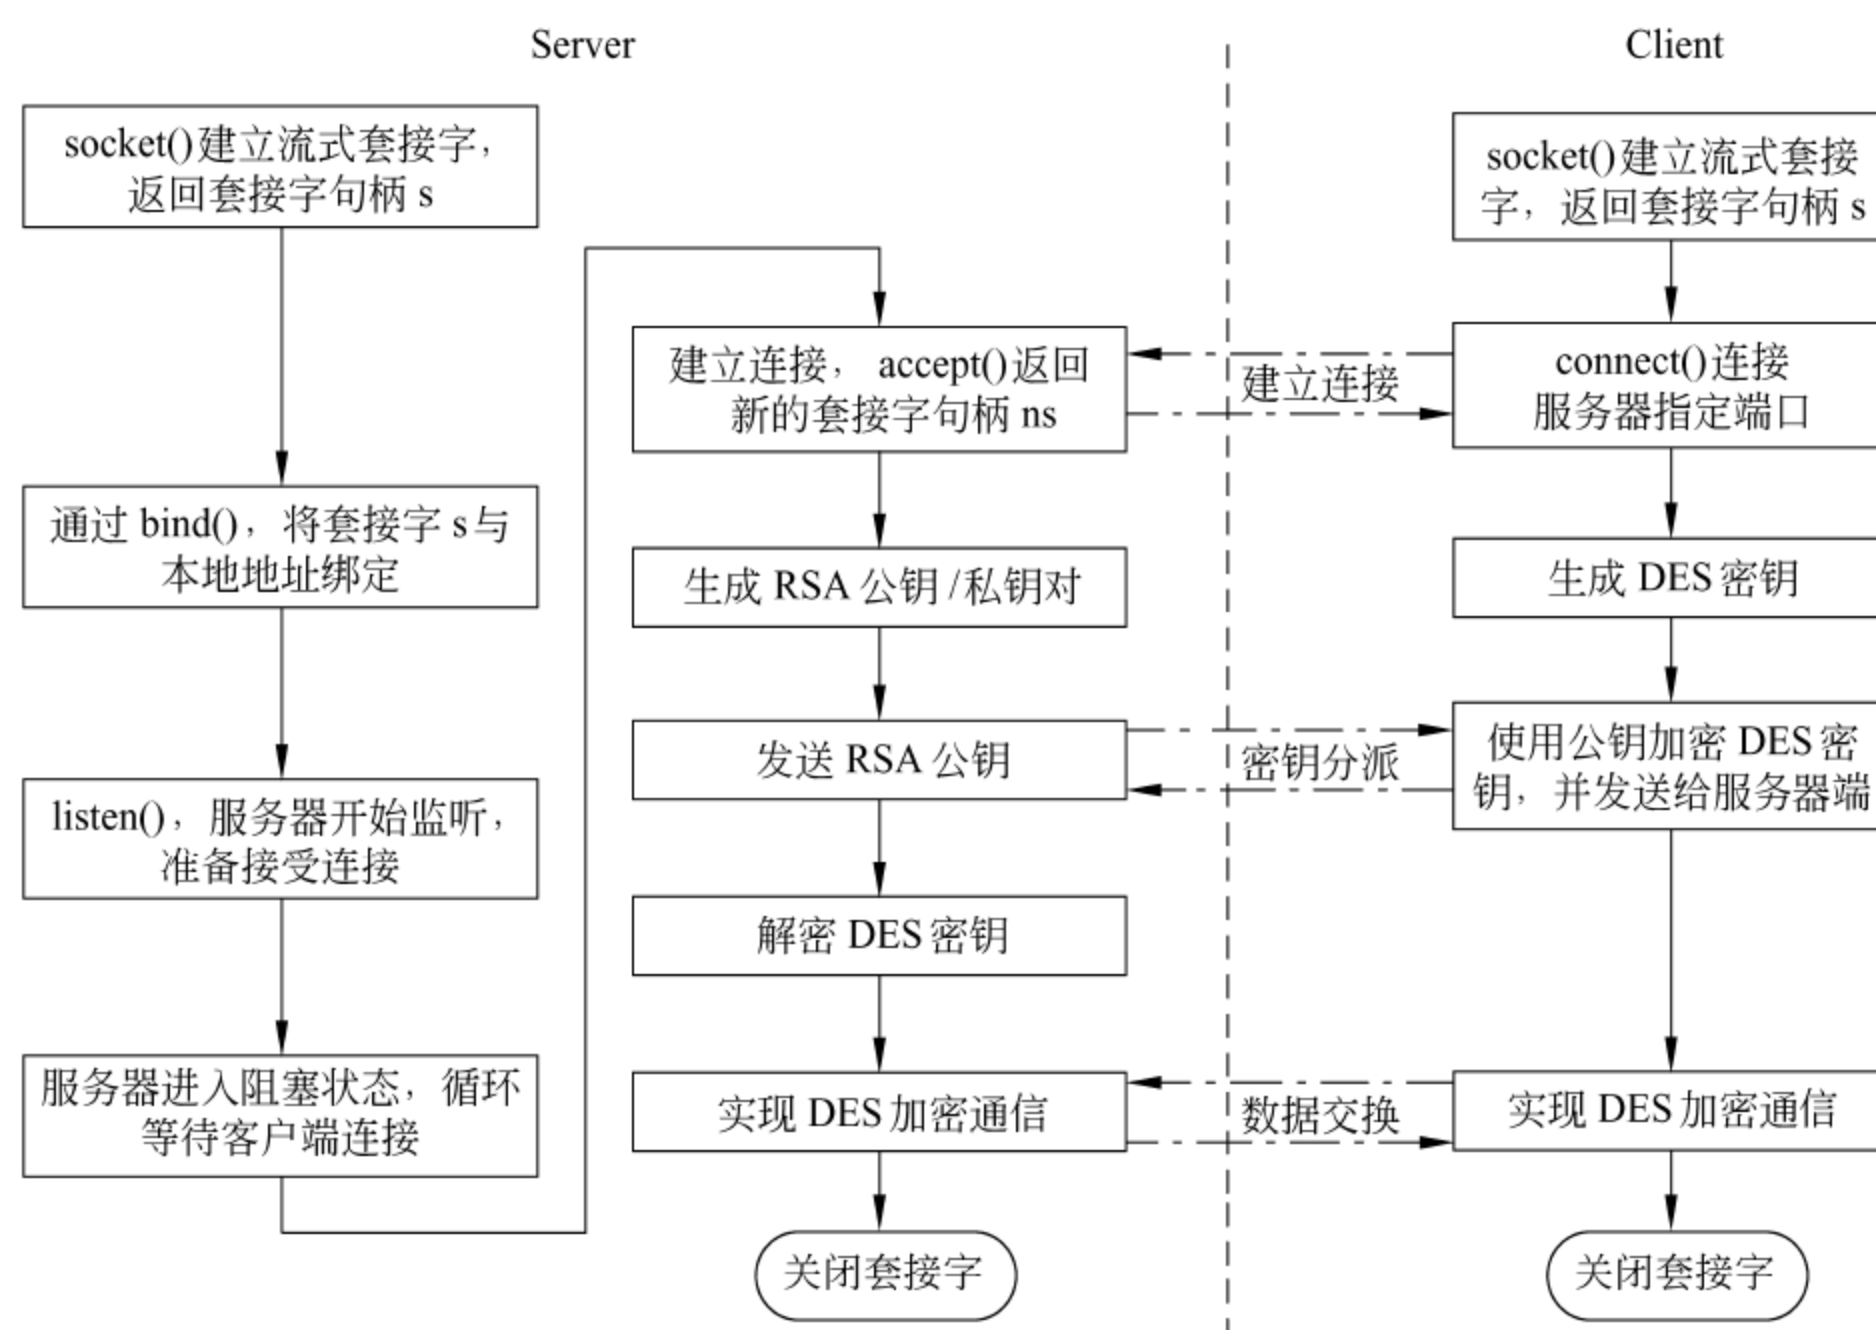 Server
Client
socket()建立流式套接字，
返回套接字句柄 s
通过 bind()，将套接字 s 与
本地地址绑定
listen()，服务器开始监听，
准备接受连接
服务器进入阻塞状态，循环
等待客户端连接
建立连接， accept()返回
新的套接字句柄 ns
生成 RSA 公钥 /私钥对
发送 RSA 公钥
解密 DES 密钥
实现 DES 加密通信
关闭套接字
建立连接
密钥分派
数据交换
socket()建立流式套接
字，返回套接字句柄 s
connect()连接
服务器指定端口
生成 DES 密钥
使用公钥加密 DES 密
钥，并发送给服务器端
实现 DES 加密通信
关闭套接字